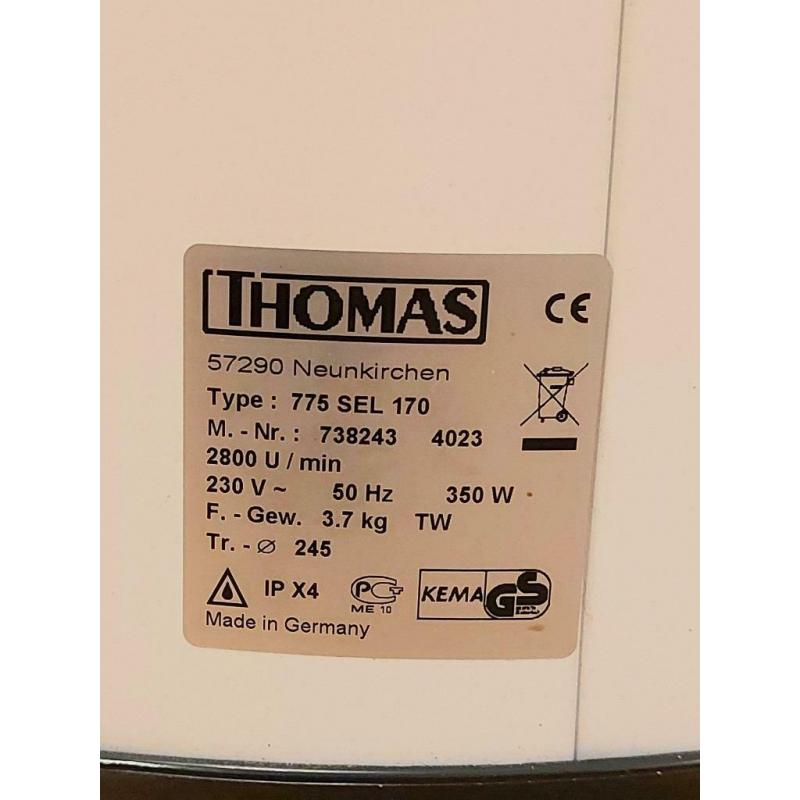 THOMAS
CE
57290 Neunkirchen
Type : 775 SEL 170
M. - Nr. : 738243 4023
2800 U / min
230 V ~ 50 Hz 350 W
F. - Gew. 3.7 kg TW
Tr. - ⌀ 245
IP X4 PCT ME 10 KEMA GS
Made in Germany